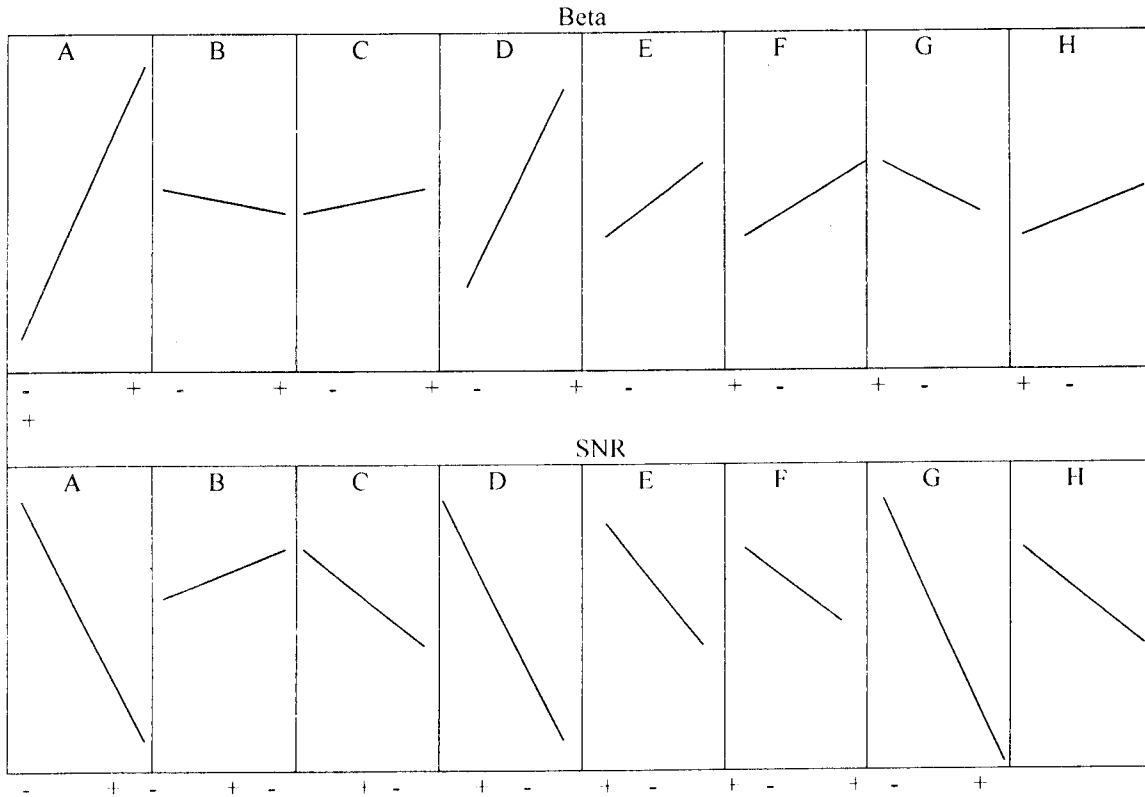 Beta
A B C D E F G H
- + - + - + - + - + - + - + -
+
SNR
A B C D E F G H
- + - + - + - + - + - + - +